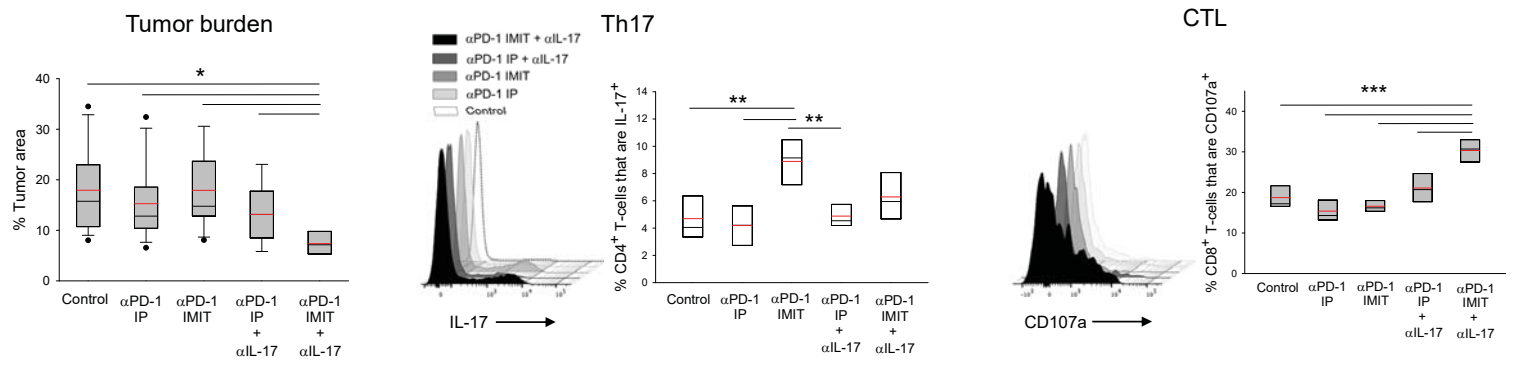 Tumor burden
% Tumor area
40
30
20
10
0
*
Control
αPD-1
IP
αPD-1
IMIT
αPD-1
IP
+
αIL-17
αPD-1
IMIT
+
αIL-17
Th17
αPD-1 IMIT + αIL-17
αPD-1 IP + αIL-17
αPD-1 IMIT
αPD-1 IP
Control
IL-17
% CD4+ T-cells that are IL-17+
14
12
10
8
6
4
2
0
**
**
Control
αPD-1
IP
αPD-1
IMIT
αPD-1
IP
+
αIL-17
αPD-1
IMIT
+
αIL-17
CTL
CD107a
% CD8+ T-cells that are CD107a+
40
30
20
10
0
***
Control
αPD-1
IP
αPD-1
IMIT
αPD-1
IP
+
αIL-17
αPD-1
IMIT
+
αIL-17